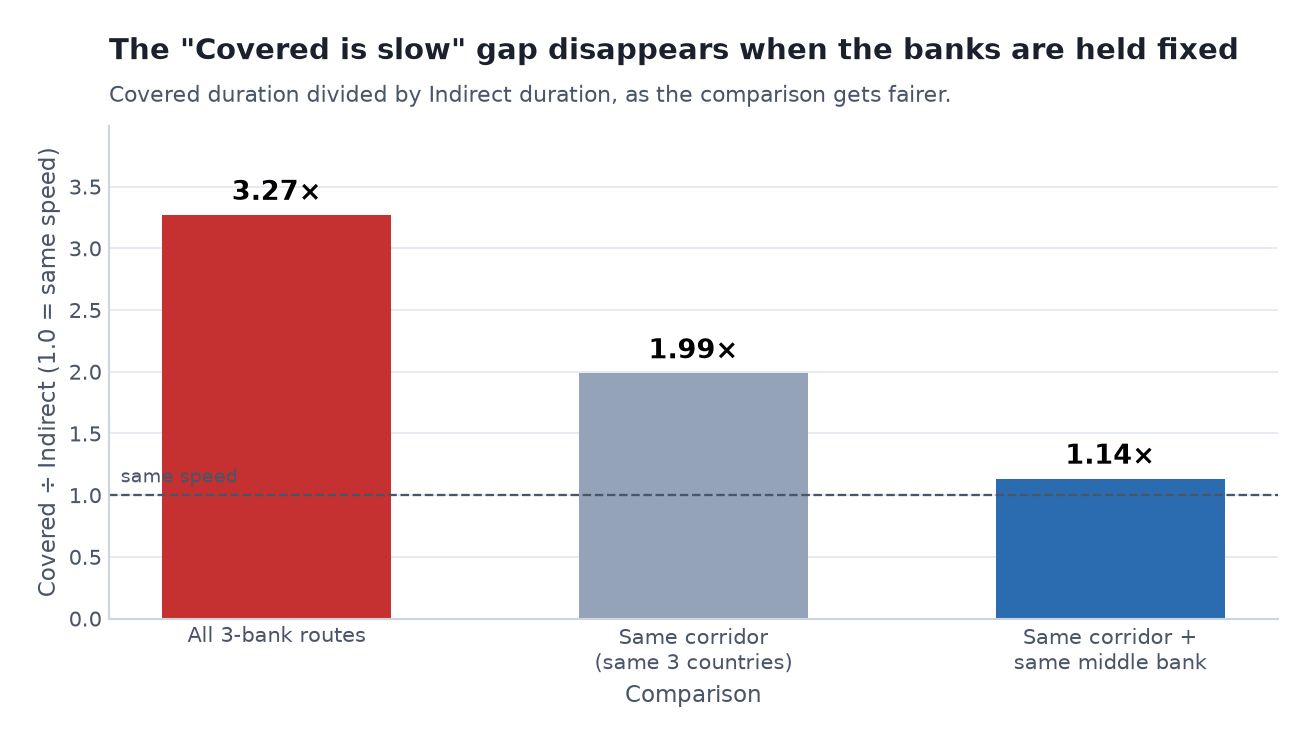 The "Covered is slow" gap disappears when the banks are held fixed
Covered duration divided by Indirect duration, as the comparison gets fairer.
Covered ÷ Indirect (1.0 = same speed)
3.5
3.0
2.5
2.0
1.5
1.0
0.5
0.0
3.27×
1.99×
1.14×
same speed
All 3-bank routes
Same corridor
(same 3 countries)
Same corridor +
same middle bank
Comparison